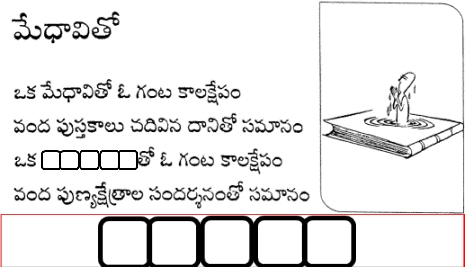 మేధావితో
ఒక మేధావితో ఓ గంట కాలక్షేపం
వంద పుస్తకాలు చదివిన దానితో సమానం
ఒక □□□□□తో ఓ గంట కాలక్షేపం
వంద పుణ్యక్షేత్రాల సందర్శనంతో సమానం